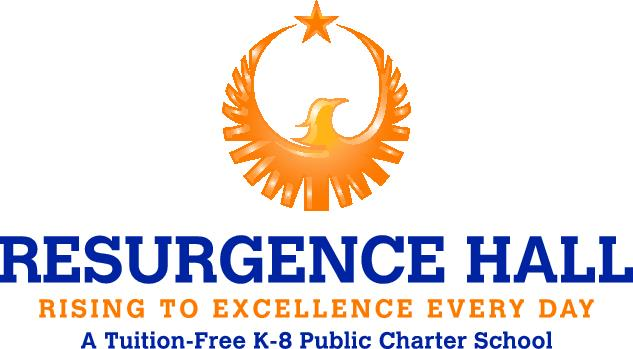 RESURGENCE HALL
RISING TO EXCELLENCE EVERY DAY
A Tuition-Free K-8 Public Charter School